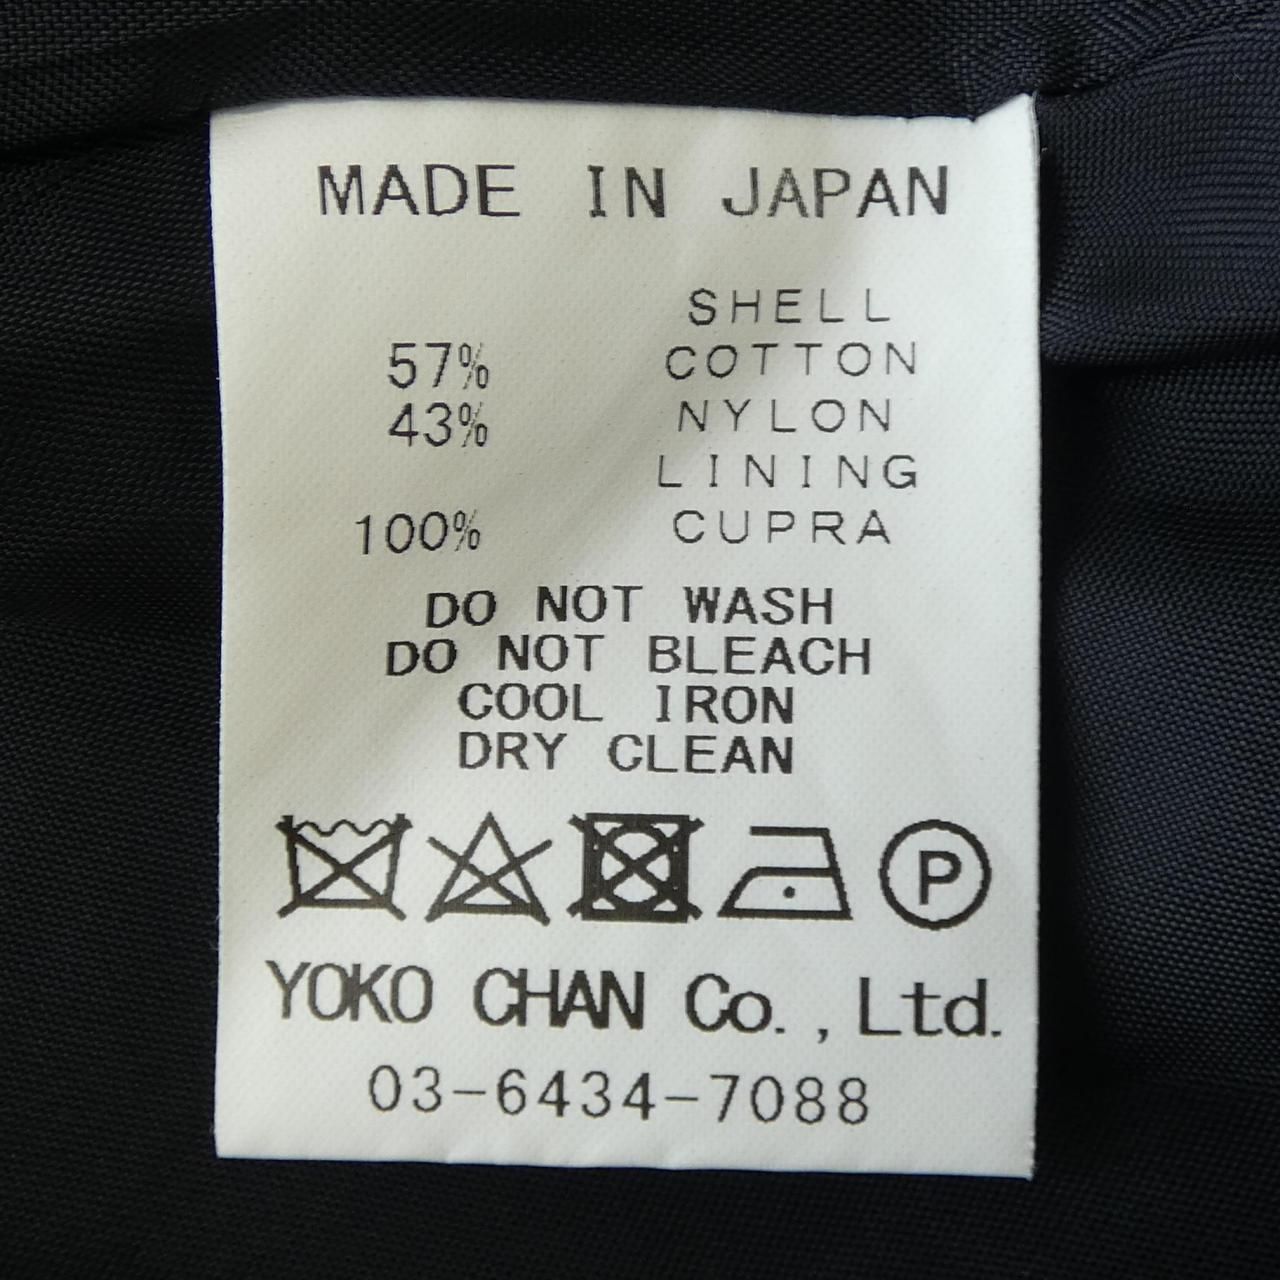 MADE IN JAPAN
SHELL
57% COTTON
43% NYLON
LINING
100% CUPRA
DO NOT WASH
DO NOT BLEACH
COOL IRON
DRY CLEAN
P
YOKO CHAN Co., Ltd.
03-6434-7088